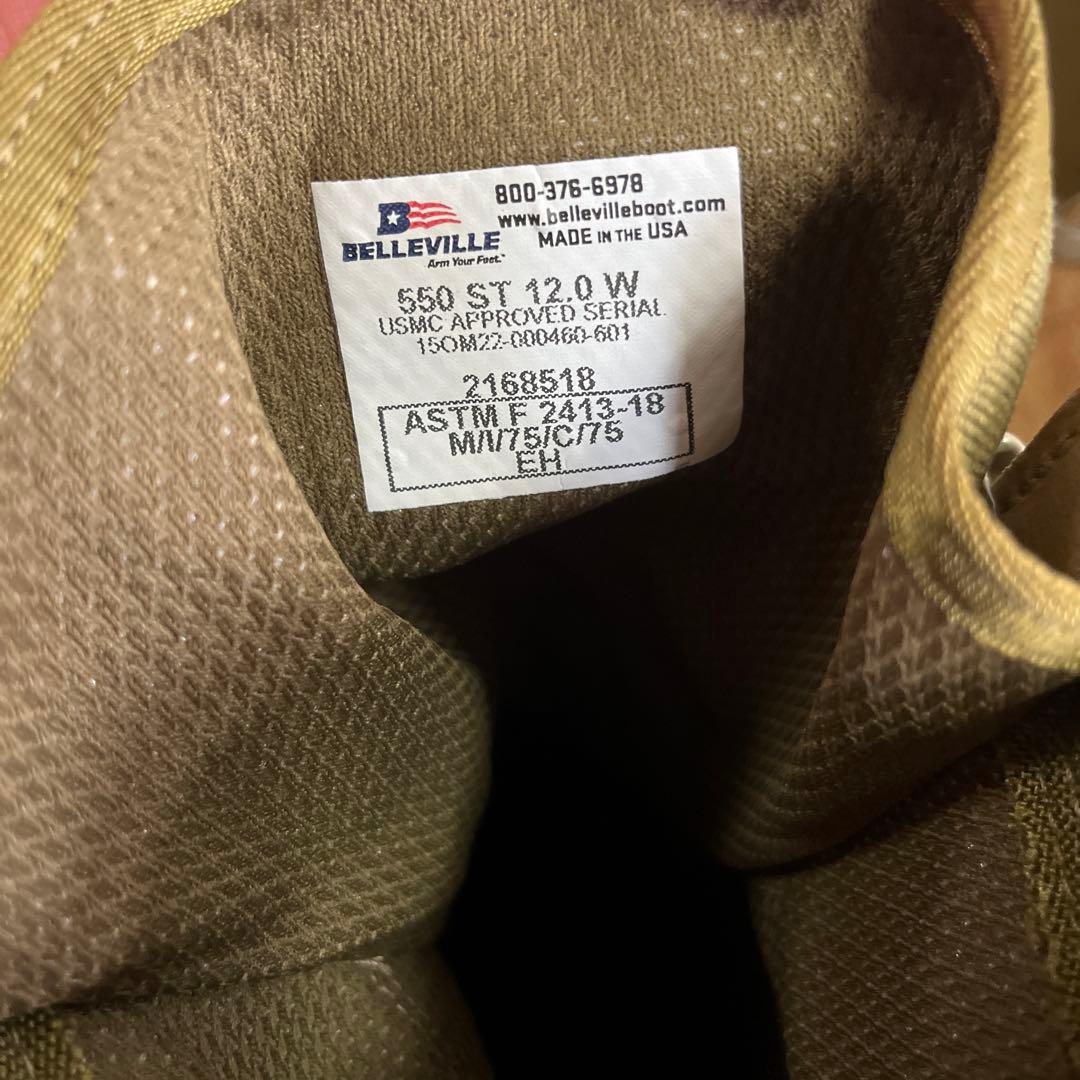 800-376-6978
www.bellevilleboot.com
MADE IN THE USA
B
BELLEVILLE
Arm Your Feet.™
550 ST 12.0 W
USMC APPROVED SERIAL
15OM22-000460-601
2168518
ASTM F 2413-18
M/I/75/C/75
EH